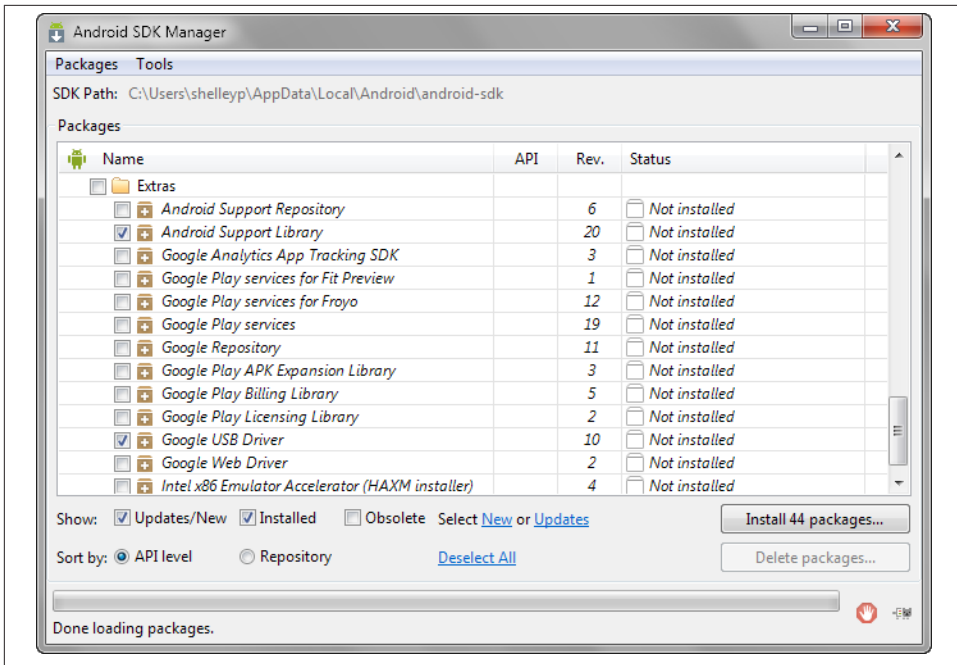 Android SDK Manager
Packages Tools
SDK Path: C:\Users\shelleyp\AppData\Local\Android\android-sdk
Packages
Name API Rev. Status
Extras
Android Support Repository 6 Not installed
Android Support Library 20 Not installed
Google Analytics App Tracking SDK 3 Not installed
Google Play services for Fit Preview 1 Not installed
Google Play services for Froyo 12 Not installed
Google Play services 19 Not installed
Google Repository 11 Not installed
Google Play APK Expansion Library 3 Not installed
Google Play Billing Library 5 Not installed
Google Play Licensing Library 2 Not installed
Google USB Driver 10 Not installed
Google Web Driver 2 Not installed
Intel x86 Emulator Accelerator (HAXM installer) 4 Not installed
Show: Updates/New Installed Obsolete Select New or Updates Install 44 packages...
Sort by: API level Repository Deselect All Delete packages...
Done loading packages.